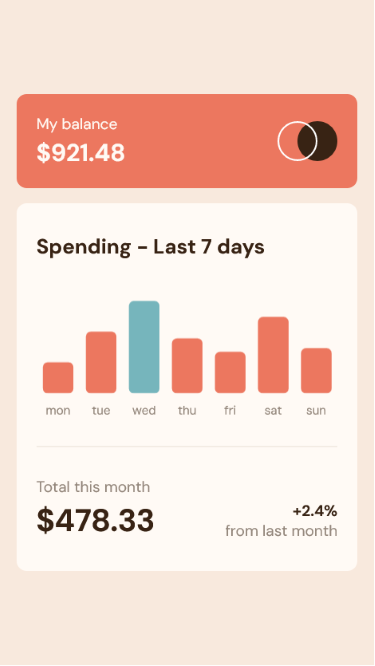 My balance
$921.48
Spending - Last 7 days
mon tue wed thu fri sat sun
Total this month
$478.33
+2.4%
from last month